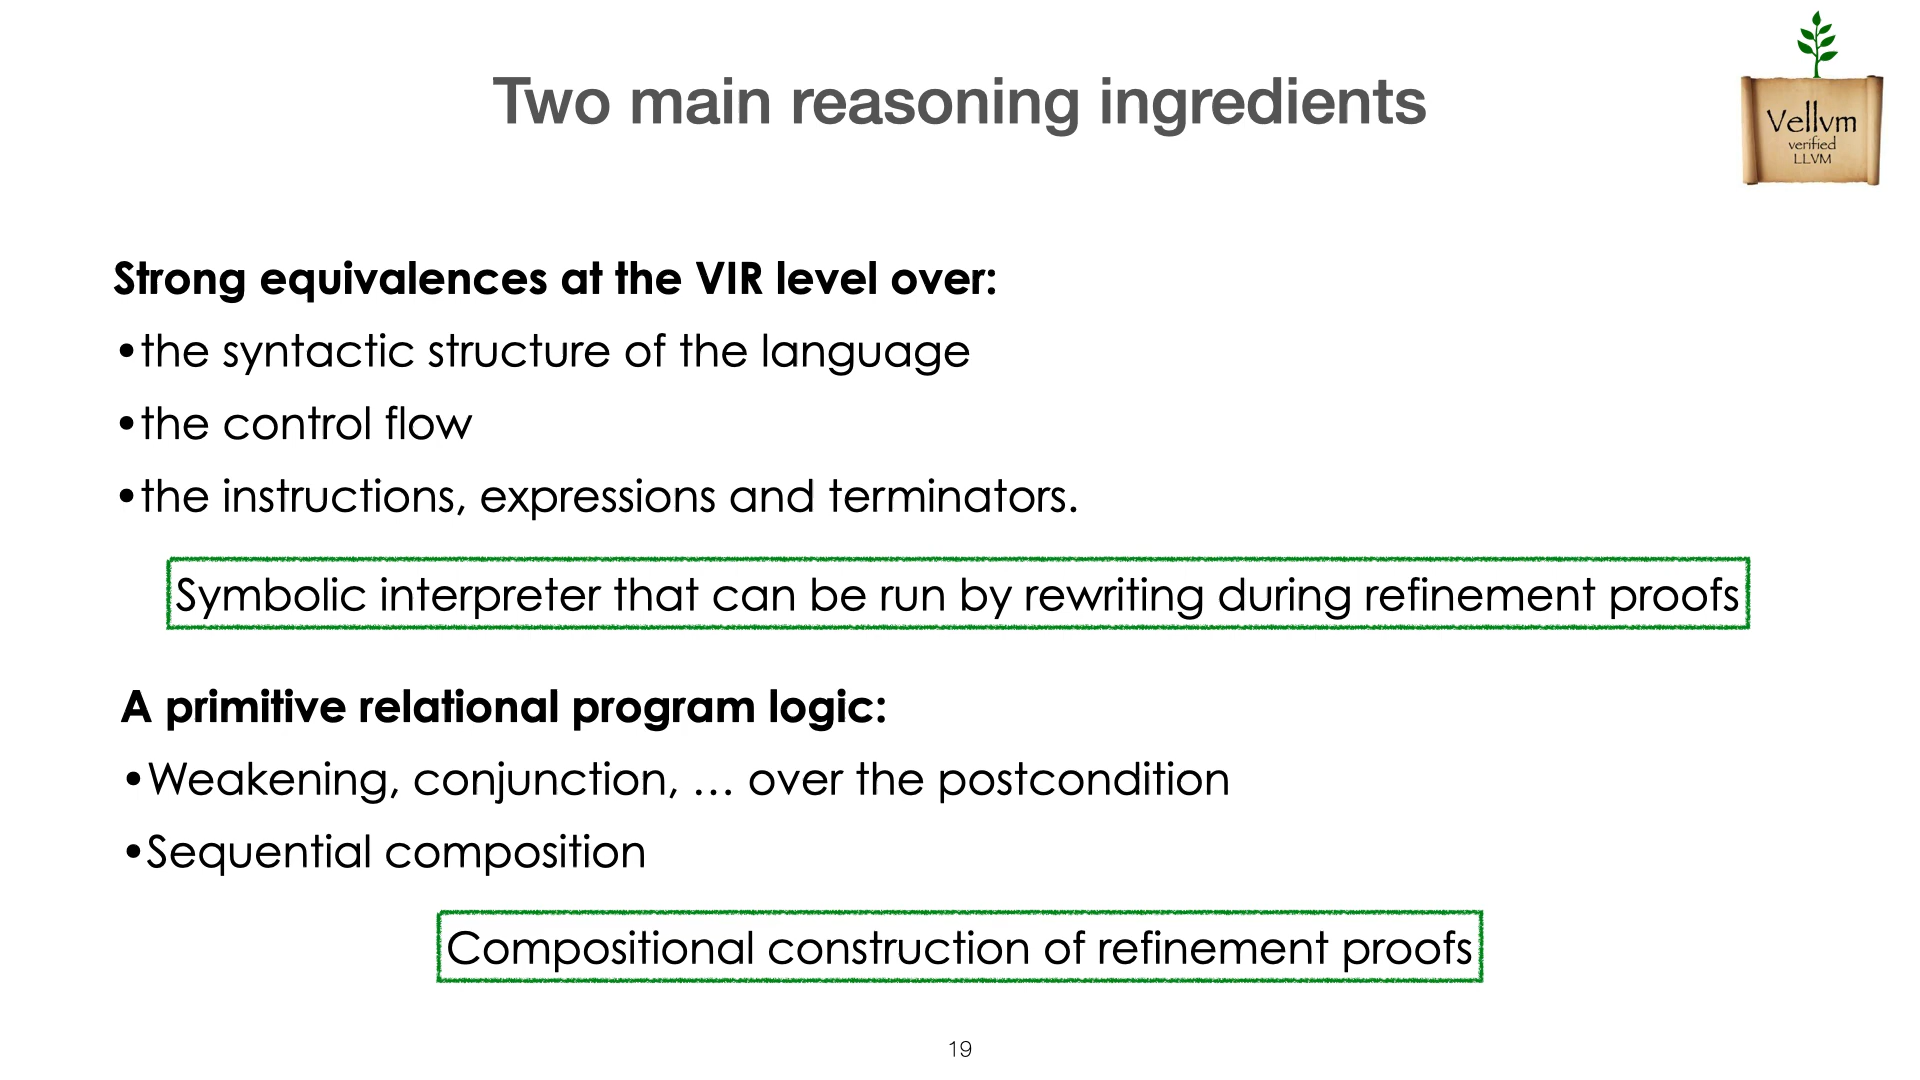 Two main reasoning ingredients
Vellvm
verified
LLVM
Strong equivalences at the VIR level over:
•the syntactic structure of the language
•the control flow
•the instructions, expressions and terminators.
Symbolic interpreter that can be run by rewriting during refinement proofs
A primitive relational program logic:
•Weakening, conjunction, … over the postcondition
•Sequential composition
Compositional construction of refinement proofs
19